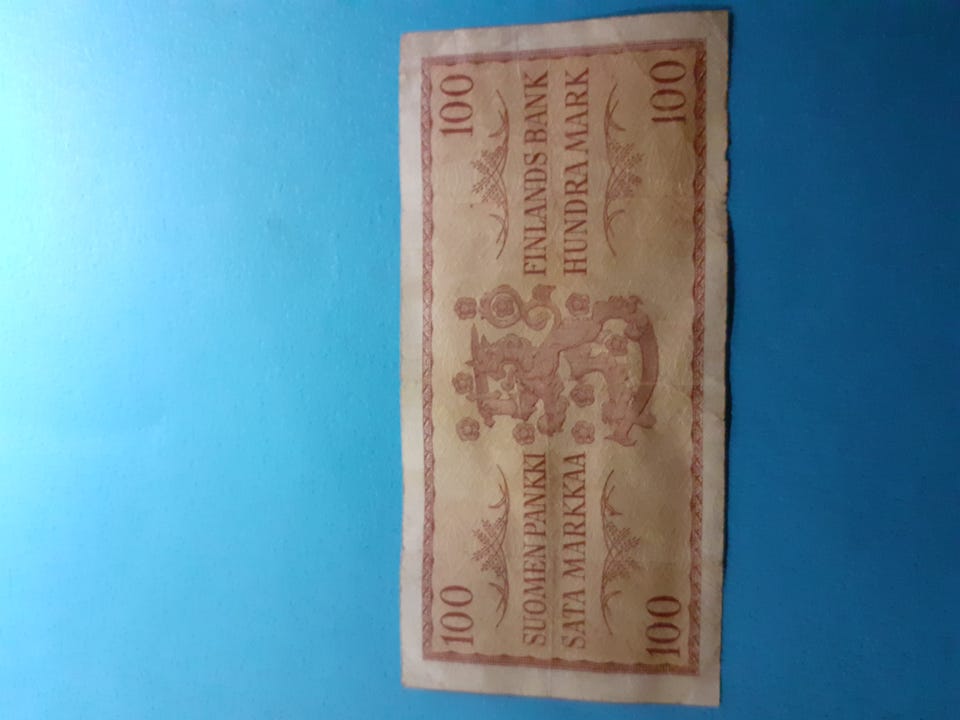 100 100
SUOMEN PANKKI FINLANDS BANK
SATA MARKKAA HUNDRA MARK
100 100